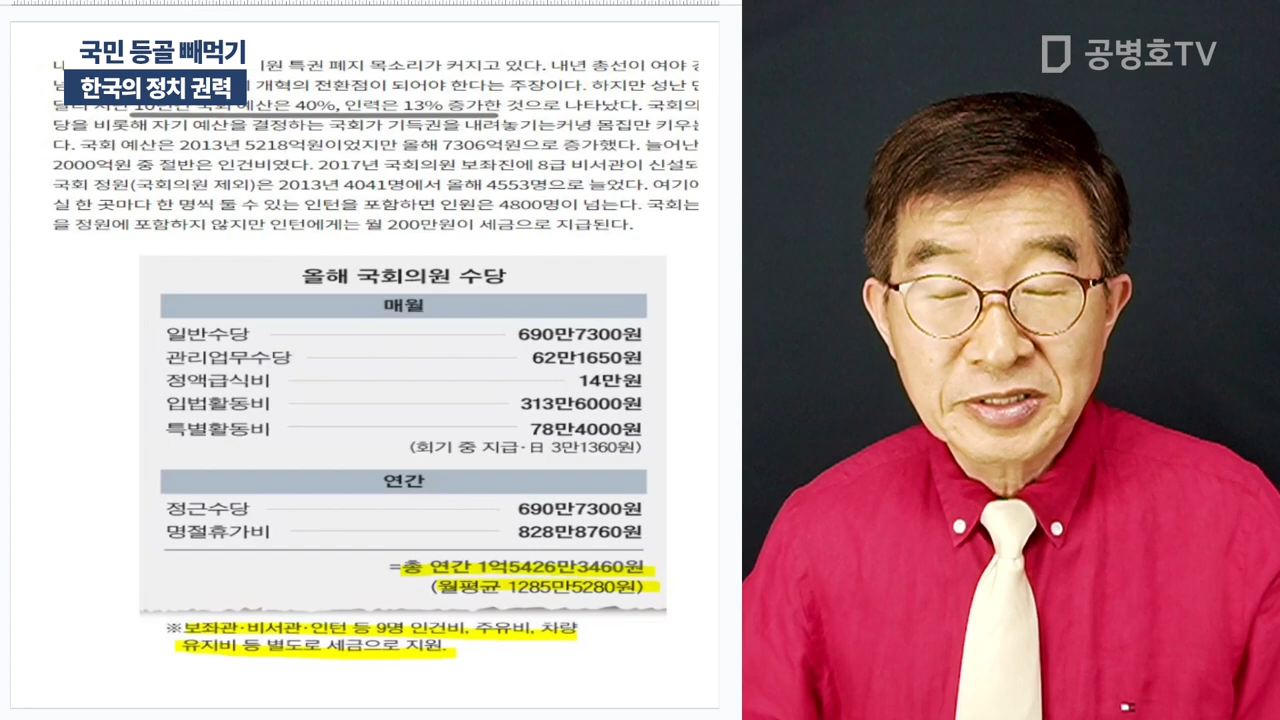 국민 등골 빼먹기
한국의 정치 권력
공병호TV
원 특권 폐지 목소리가 커지고 있다. 내년 총선이 여야
개혁의 전환점이 되어야 한다는 주장이다. 하지만 성난
10년간 국회 예산은 40%, 인력은 13% 증가한 것으로 나타났다. 국회의
당을 비롯해 자기 예산을 결정하는 국회가 기득권을 내려놓기는커녕 몸집만 키우는
다. 국회 예산은 2013년 5218억원이었지만 올해 7306억원으로 증가했다. 늘어난
2000억원 중 절반은 인건비였다. 2017년 국회의원 보좌진에 8급 비서관이 신설되
국회 정원(국회의원 제외)은 2013년 4041명에서 올해 4553명으로 늘었다. 여기에
실 한 곳마다 한 명씩 둘 수 있는 인턴을 포함하면 인원은 4800명이 넘는다. 국회는
을 정원에 포함하지 않지만 인턴에게는 월 200만원이 세금으로 지급된다.
올해 국회의원 수당
매월
일반수당 690만7300원
관리업무수당 62만1650원
정액급식비 14만원
입법활동비 313만6000원
특별활동비 78만4000원
(회기 중 지급·日 3만1360원)
연간
정근수당 690만7300원
명절휴가비 828만8760원
=총 연간 1억5426만3460원
(월평균 1285만5280원)
※보좌관·비서관·인턴 등 9명 인건비, 주유비, 차량
유지비 등 별도로 세금으로 지원.